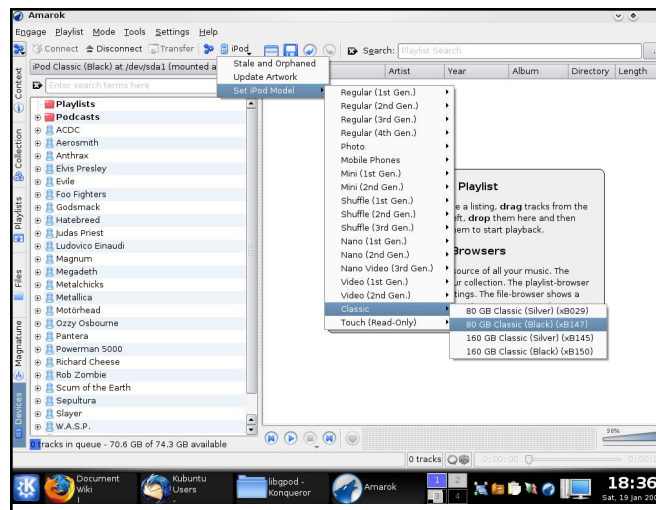 Amarok
Engage Playlist Mode Tools Settings Help
Connect Disconnect Transfer iPod Search: Playlist Search
iPod Classic (Black) at /dev/sda1 (mounted a
Stale and Orphaned
Update Artwork
Set iPod Model
Artist Year Album Directory Length
Enter search terms here
Context
Collection
Playlists
Files
Magnatune
Devices
Playlists
Podcasts
ACDC
Aerosmith
Anthrax
Elvis Presley
Evile
Foo Fighters
Godsmack
Hatebreed
Judas Priest
Ludovico Einaudi
Magnum
Megadeth
Metalchicks
Metallica
Motörhead
Ozzy Osbourne
Pantera
Powerman 5000
Richard Cheese
Rob Zombie
Scum of the Earth
Sepultura
Slayer
W.A.S.P.
Regular (1st Gen.)
Regular (2nd Gen.)
Regular (3rd Gen.)
Regular (4th Gen.)
Photo
Mobile Phones
Mini (1st Gen.)
Mini (2nd Gen.)
Shuffle (1st Gen.)
Shuffle (2nd Gen.)
Shuffle (3rd Gen.)
Nano (1st Gen.)
Nano (2nd Gen.)
Nano Video (3rd Gen.)
Video (1st Gen.)
Video (2nd Gen.)
Classic
Touch (Read-Only)
80 GB Classic (Silver) (xB029)
80 GB Classic (Black) (xB147)
160 GB Classic (Silver) (xB145)
160 GB Classic (Black) (xB150)
Playlist
e a listing, drag tracks from the
eft, drop them here and then
em to start playback.
Browsers
source of all your music. The
ur collection. The playlist-browser
tings. The file-browser shows a
0 tracks in queue - 70.6 GB of 74.3 GB available
98%
0 tracks 0:00:00 - 0:00:
Document Wiki
Kubuntu Users
libgpod - Konqueror
Amarok
1 2 3 4
18:36
Sat, 19 Jan 200